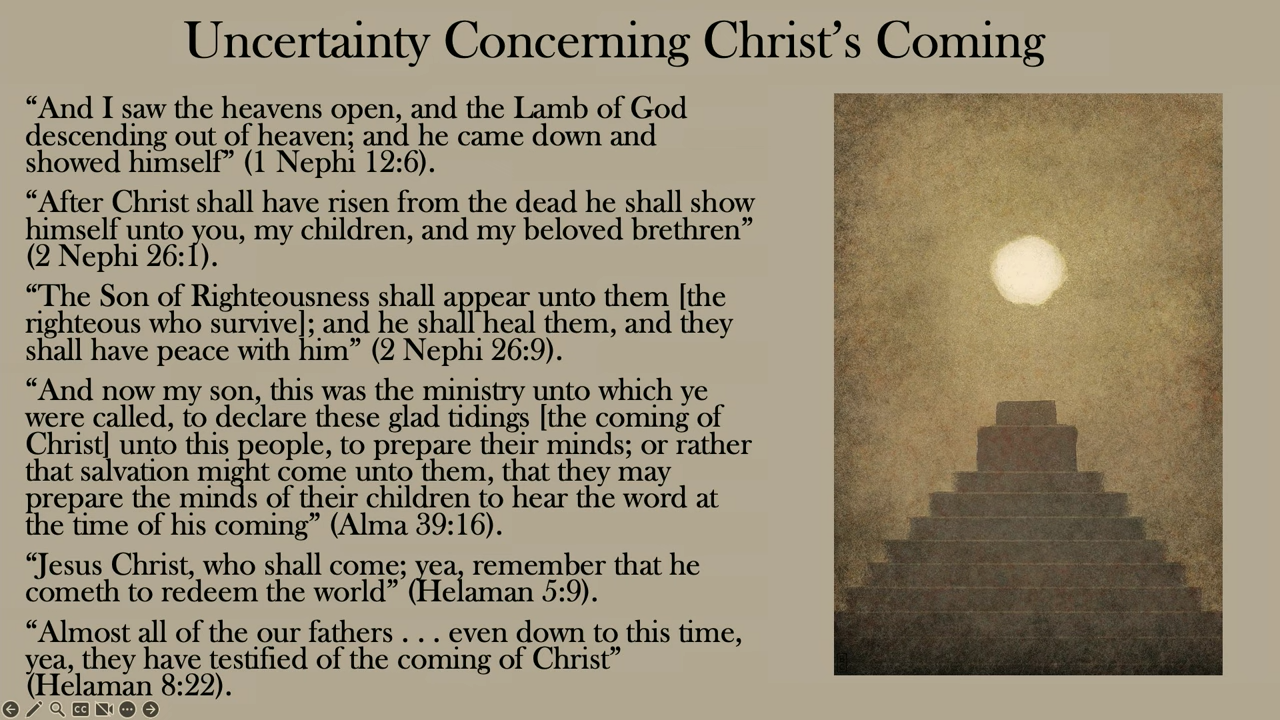 Uncertainty Concerning Christ’s Coming
“And I saw the heavens open, and the Lamb of God
descending out of heaven; and he came down and
showed himself” (1 Nephi 12:6).
“After Christ shall have risen from the dead he shall show
himself unto you, my children, and my beloved brethren”
(2 Nephi 26:1).
“The Son of Righteousness shall appear unto them [the
righteous who survive]; and he shall heal them, and they
shall have peace with him” (2 Nephi 26:9).
“And now my son, this was the ministry unto which ye
were called, to declare these glad tidings [the coming of
Christ] unto this people, to prepare their minds; or rather
that salvation might come unto them, that they may
prepare the minds of their children to hear the word at
the time of his coming” (Alma 39:16).
“Jesus Christ, who shall come; yea, remember that he
cometh to redeem the world” (Helaman 5:9).
“Almost all of the our fathers . . . even down to this time,
yea, they have testified of the coming of Christ”
(Helaman 8:22).
CC